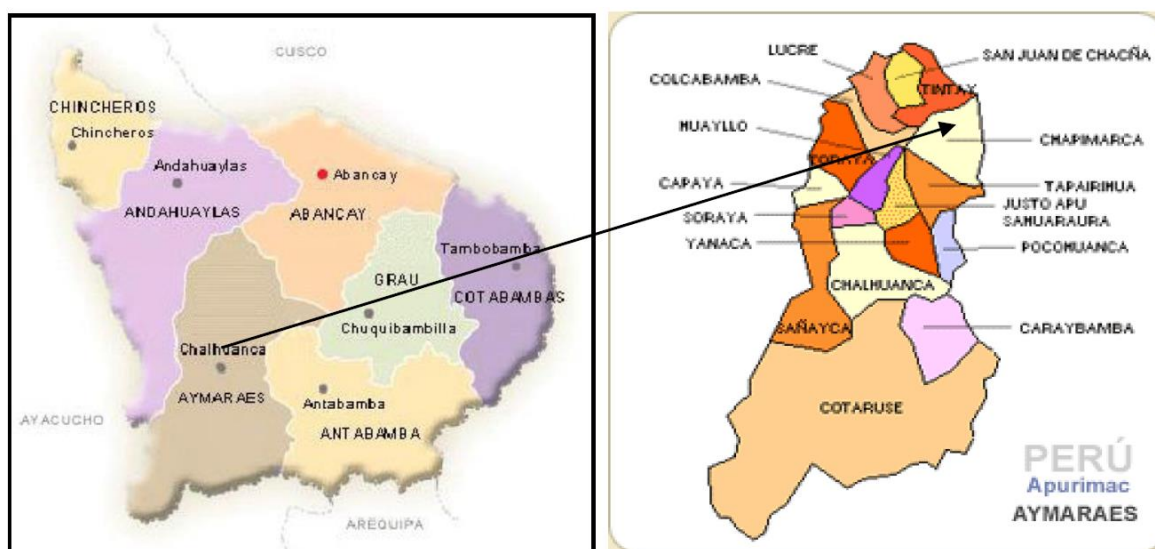 CUSCO
CHINCHEROS
Chincheros
Andahuaylas
ANDAHUAYLAS
Abancay
ABANCAY
Tambobamba
COTABAMBAS
GRAU
Chuquibambilla
Chalhuanca
AYMARAES
Antabamba
ANTABAMBA
AYACUCHO
AREQUIPA
LUCRE
SAN JUAN DE CHACÑA
COLCABAMBA
TINTAY
HUAYLLO
CHAPIMARCA
TORAYA
CAPAYA
TAPAIRIHUA
SORAYA
JUSTO APU
SAHUARAURA
YANACA
POCOHUANCA
CHALHUANCA
SAÑAYCA
CARAYBAMBA
COTARUSE
PERÚ
Apurimac
AYMARAES